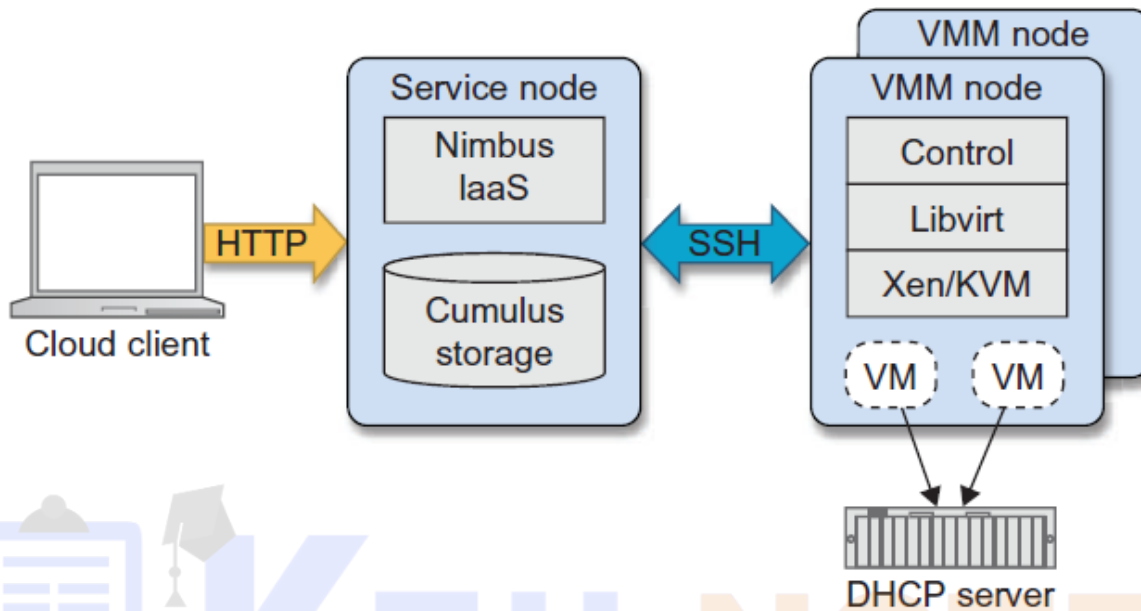 VMM node
Service node
VMM node
Nimbus
IaaS
Control
HTTP
SSH
Libvirt
Xen/KVM
Cumulus
storage
Cloud client
VM
VM
DHCP server